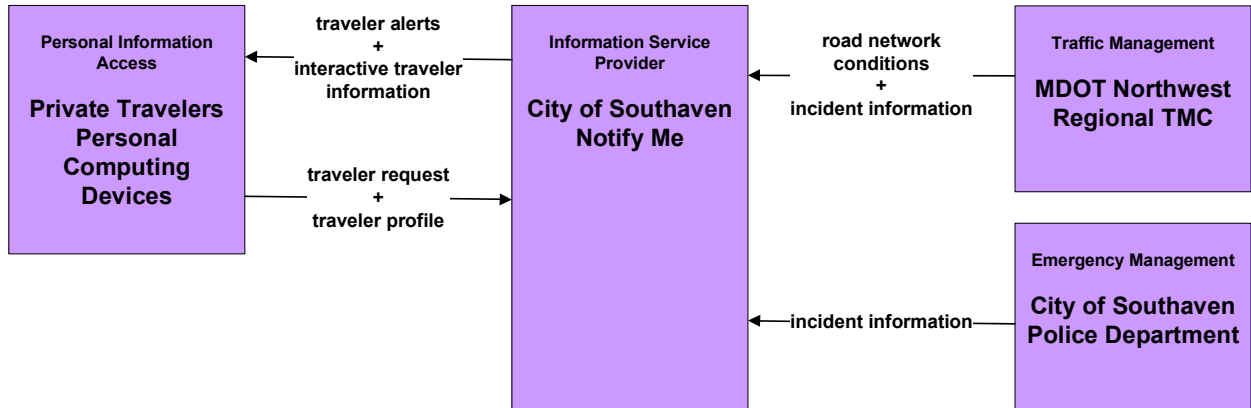 Personal Information
Access
Private Travelers
Personal
Computing
Devices
traveler alerts
+
interactive traveler
information
traveler request
+
traveler profile
Information Service
Provider
City of Southaven
Notify Me
road network
conditions
+
incident information
incident information
Traffic Management
MDOT Northwest
Regional TMC
Emergency Management
City of Southaven
Police Department